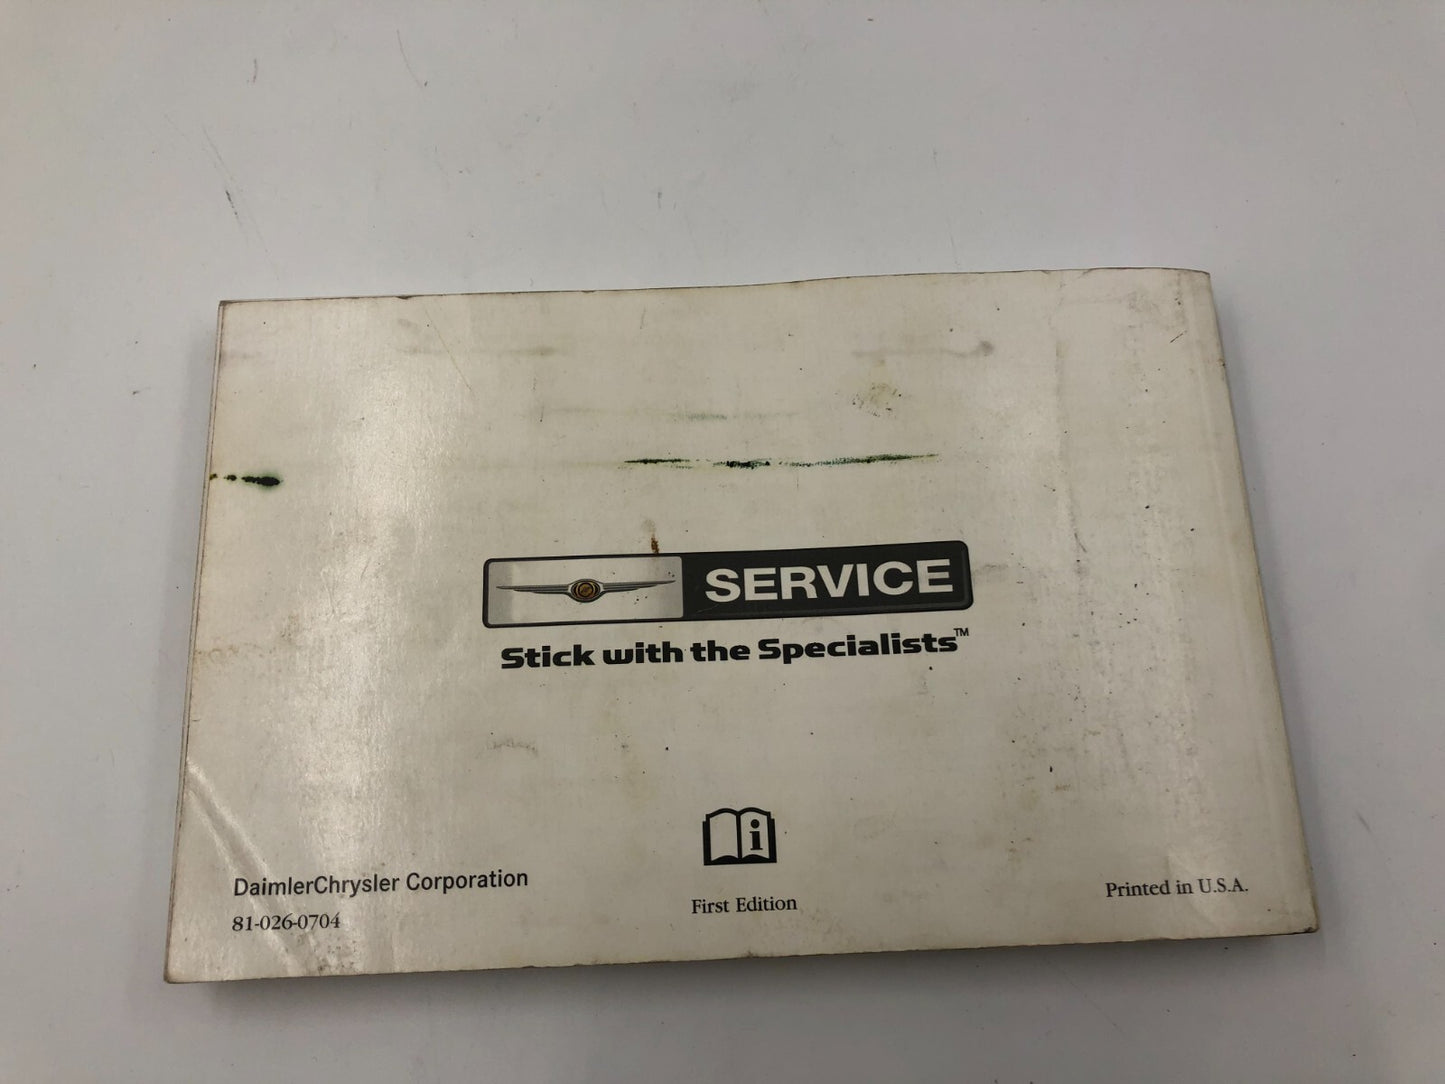 SERVICE
Stick with the Specialists™
i
DaimlerChrysler Corporation
81-026-0704
First Edition
Printed in U.S.A.